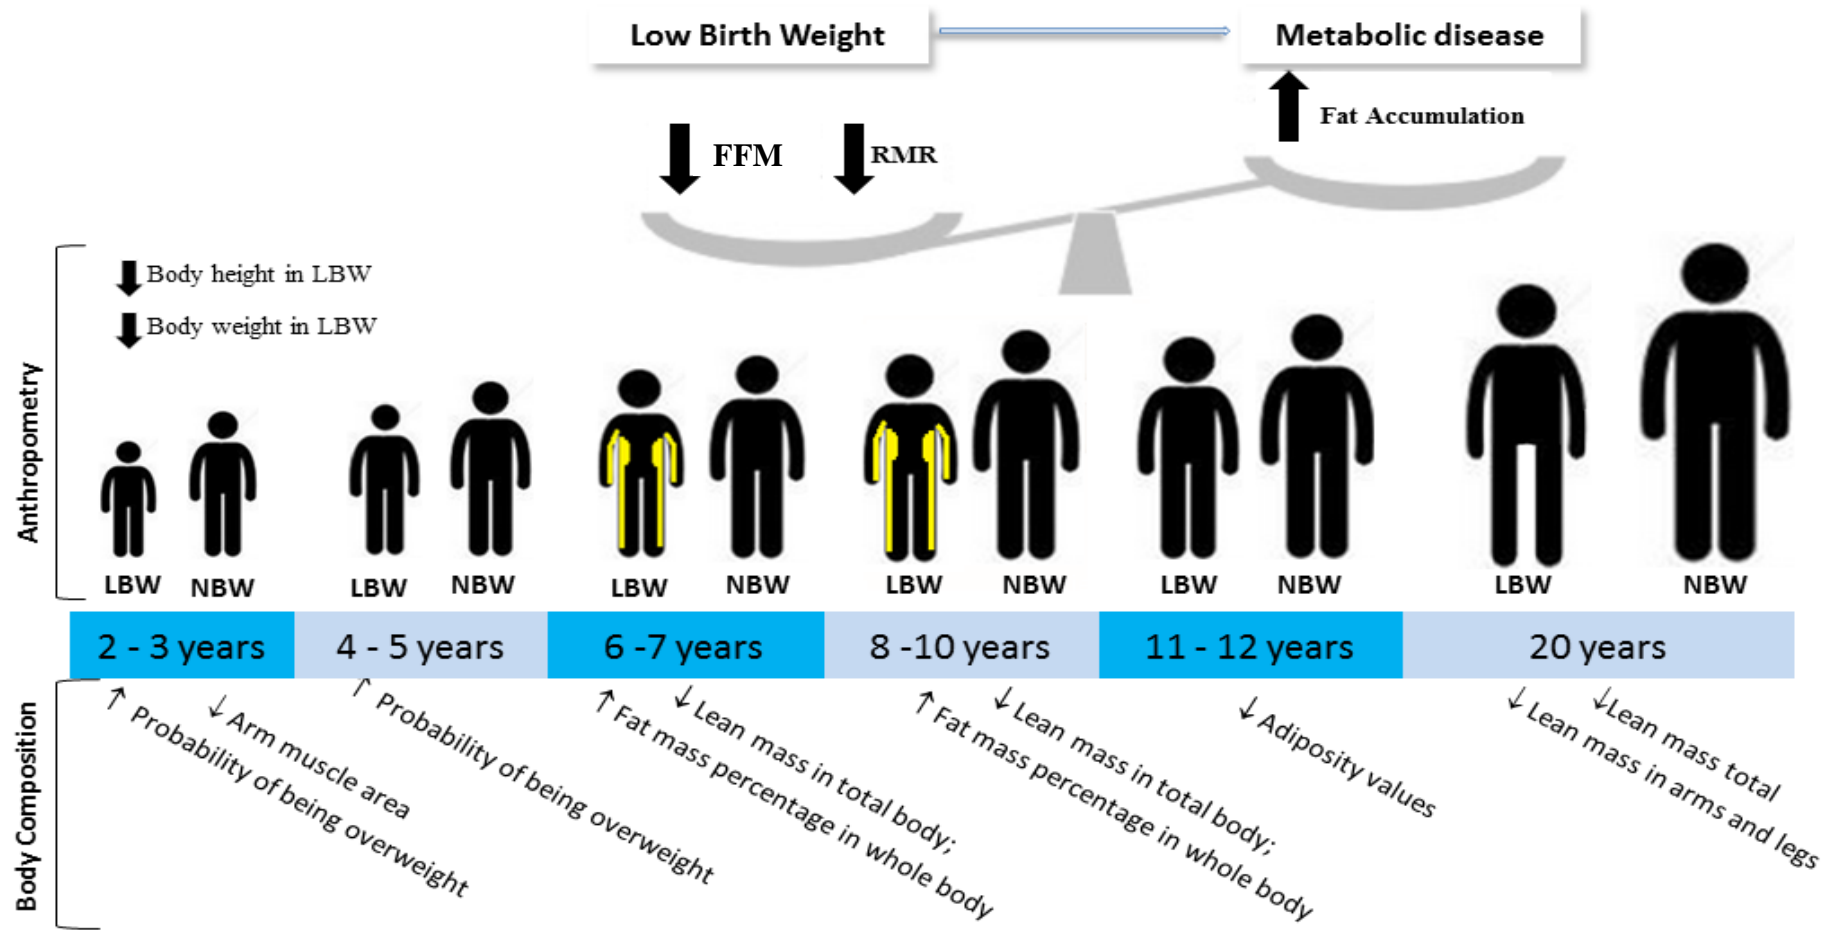 Low Birth Weight
Metabolic disease
Fat Accumulation
FFM
RMR
Body height in LBW
Body weight in LBW
Anthropometry
LBW
NBW
LBW
NBW
LBW
NBW
LBW
NBW
LBW
NBW
LBW
NBW
2 - 3 years
4 - 5 years
6 -7 years
8 -10 years
11 - 12 years
20 years
Body Composition
↑ Probability of being overweight
↓ Arm muscle area
↑ Probability of being overweight
↑ Fat mass percentage in whole body
↓ Lean mass in total body;
↑ Fat mass percentage in whole body
↓ Lean mass in total body;
↓ Adiposity values
↓ Lean mass in arms and legs
↓Lean mass total